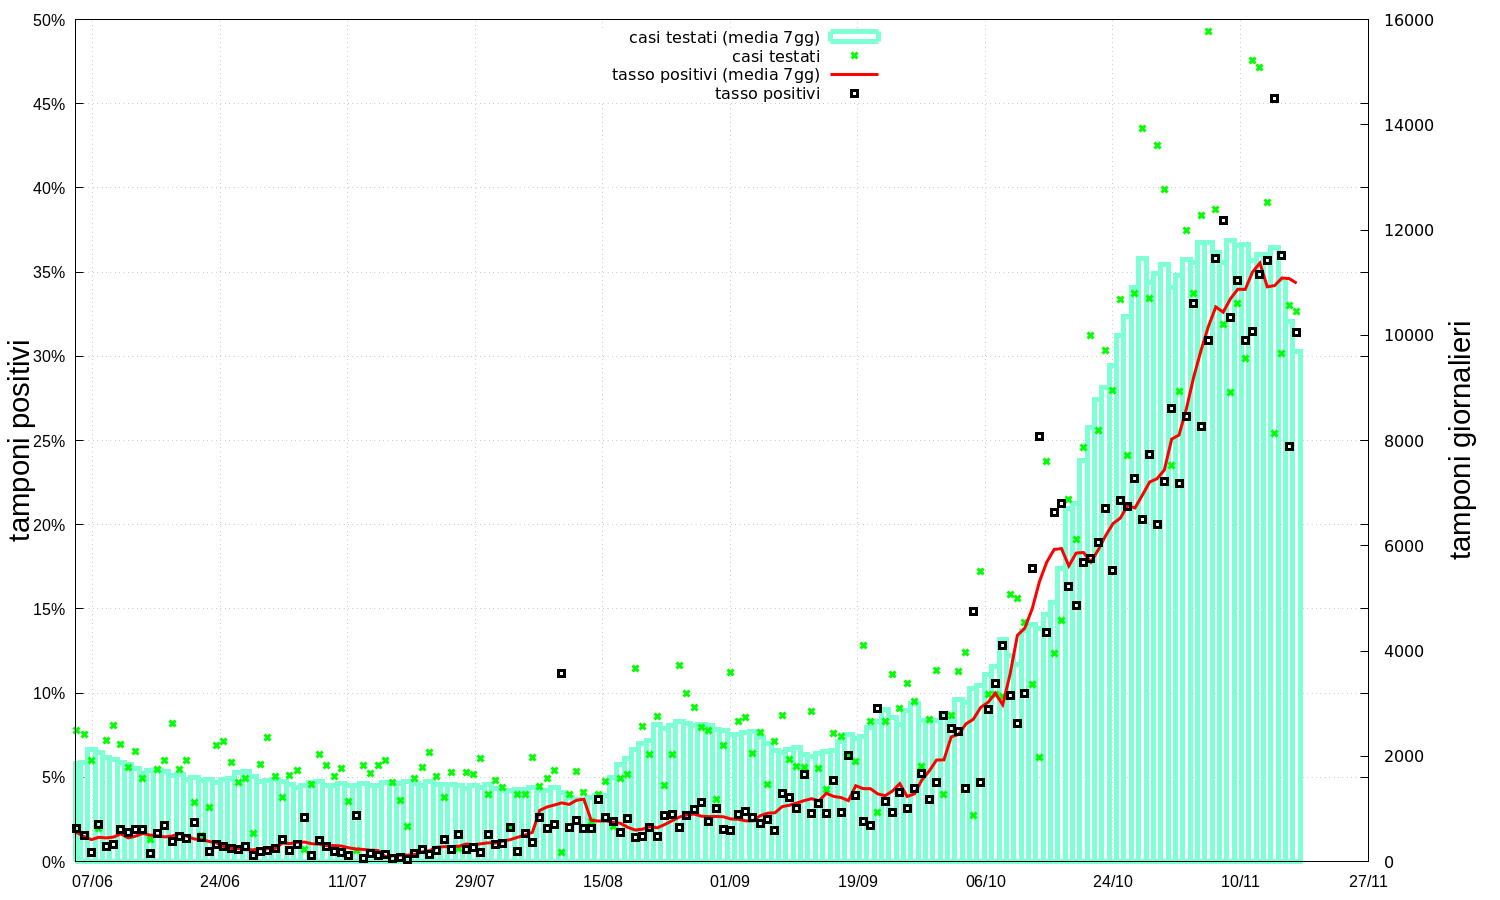 50%
45%
40%
35%
30%
25%
20%
15%
10%
5%
0%
tamponi positivi
casi testati (media 7gg)
casi testati
tasso positivi (media 7gg)
tasso positivi
16000
14000
12000
10000
8000
6000
4000
2000
0
tamponi giornalieri
07/06 24/06 11/07 29/07 15/08 01/09 19/09 06/10 24/10 10/11 27/11